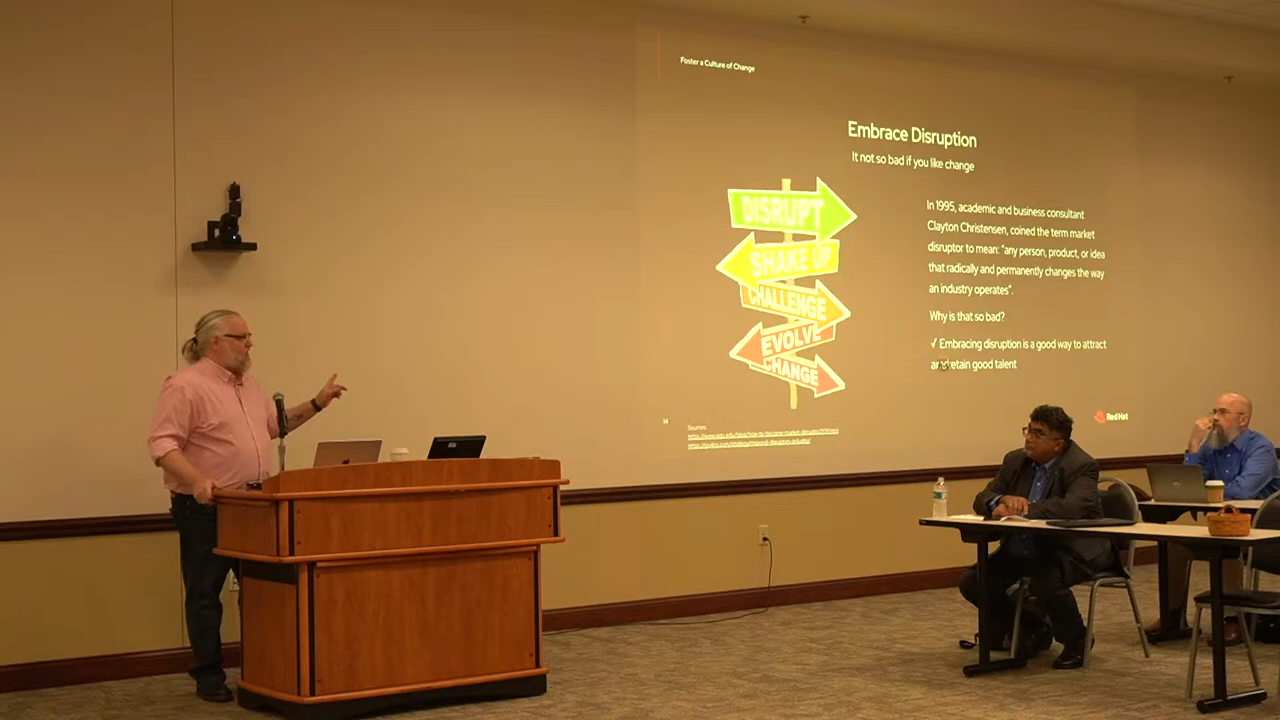 Foster a Culture of Change
Embrace Disruption
It not so bad if you like change
DISRUPT
SHAKE UP
CHALLENGE
EVOLVE
CHANGE
In 1995, academic and business consultant
Clayton Christensen, coined the term market
disruptor to mean: "any person, product, or idea
that radically and permanently changes the way
an industry operates".
Why is that so bad?
✓ Embracing disruption is a good way to attract
and retain good talent
14
Sources:
Red Hat